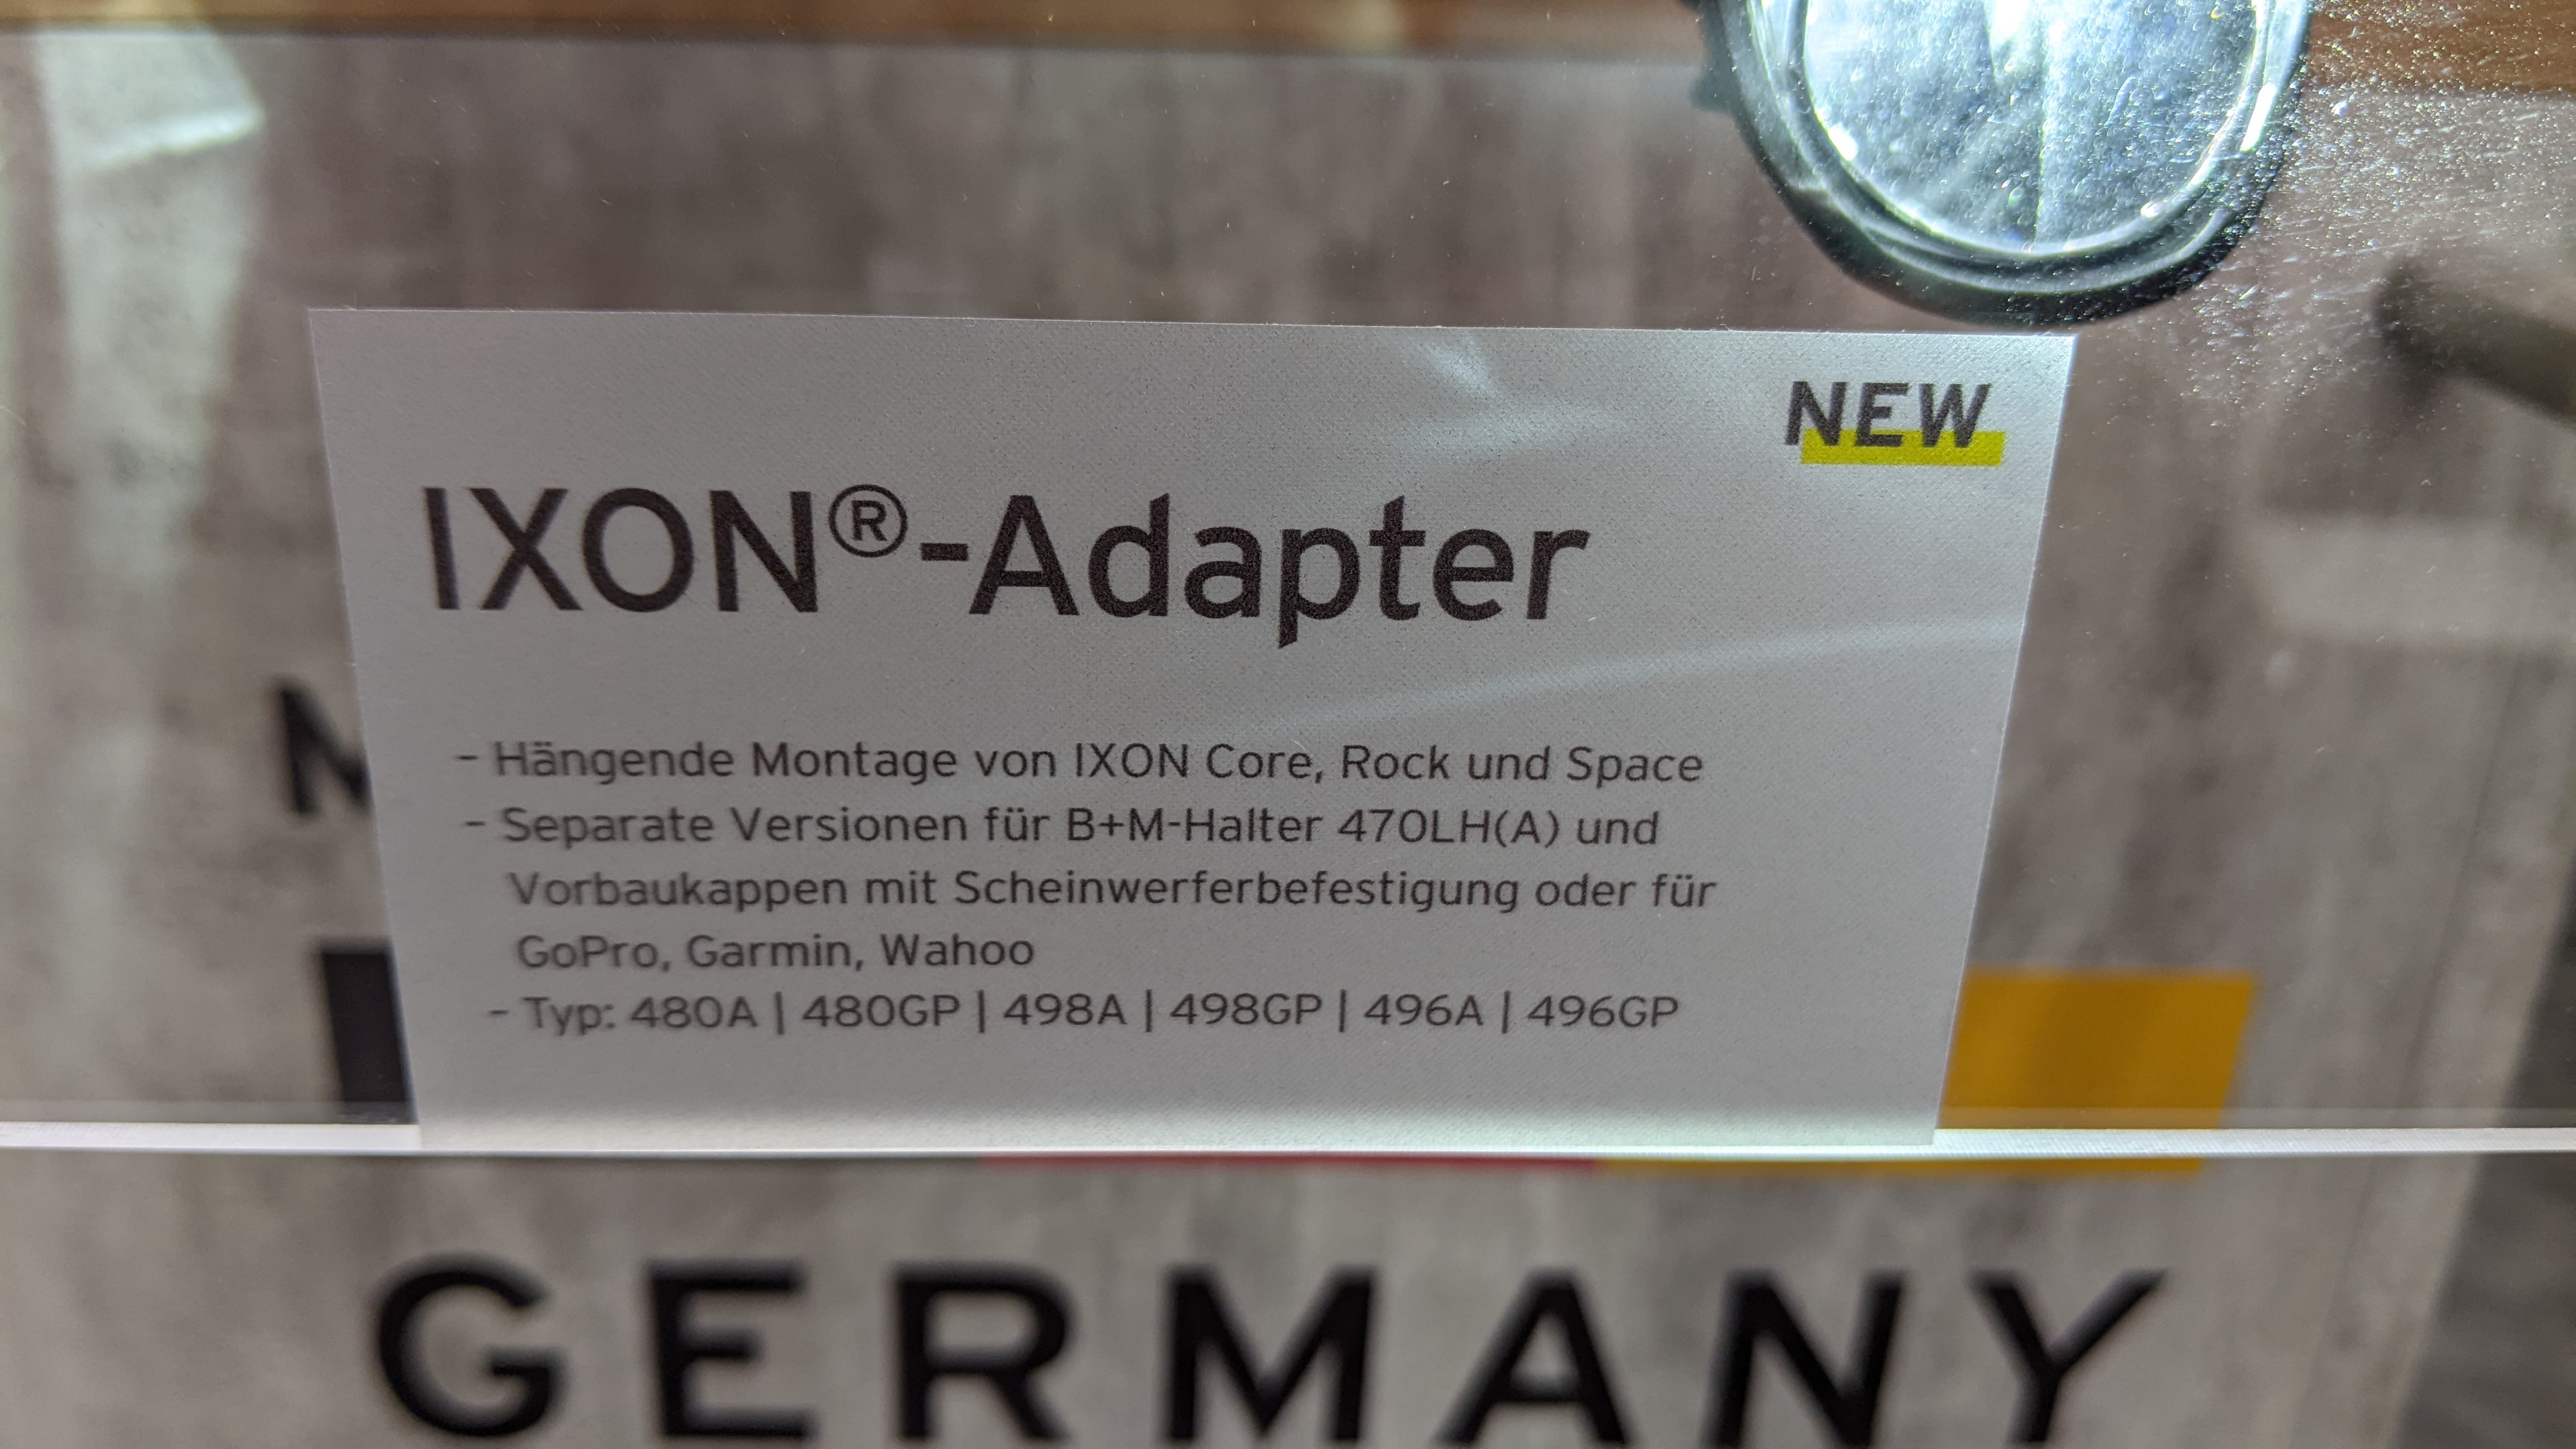 NEW
IXON®-Adapter
- Hängende Montage von IXON Core, Rock und Space
- Separate Versionen für B+M-Halter 470LH(A) und
Vorbaukappen mit Scheinwerferbefestigung oder für
GoPro, Garmin, Wahoo
- Typ: 480A | 480GP | 498A | 498GP | 496A | 496GP
GERMANY